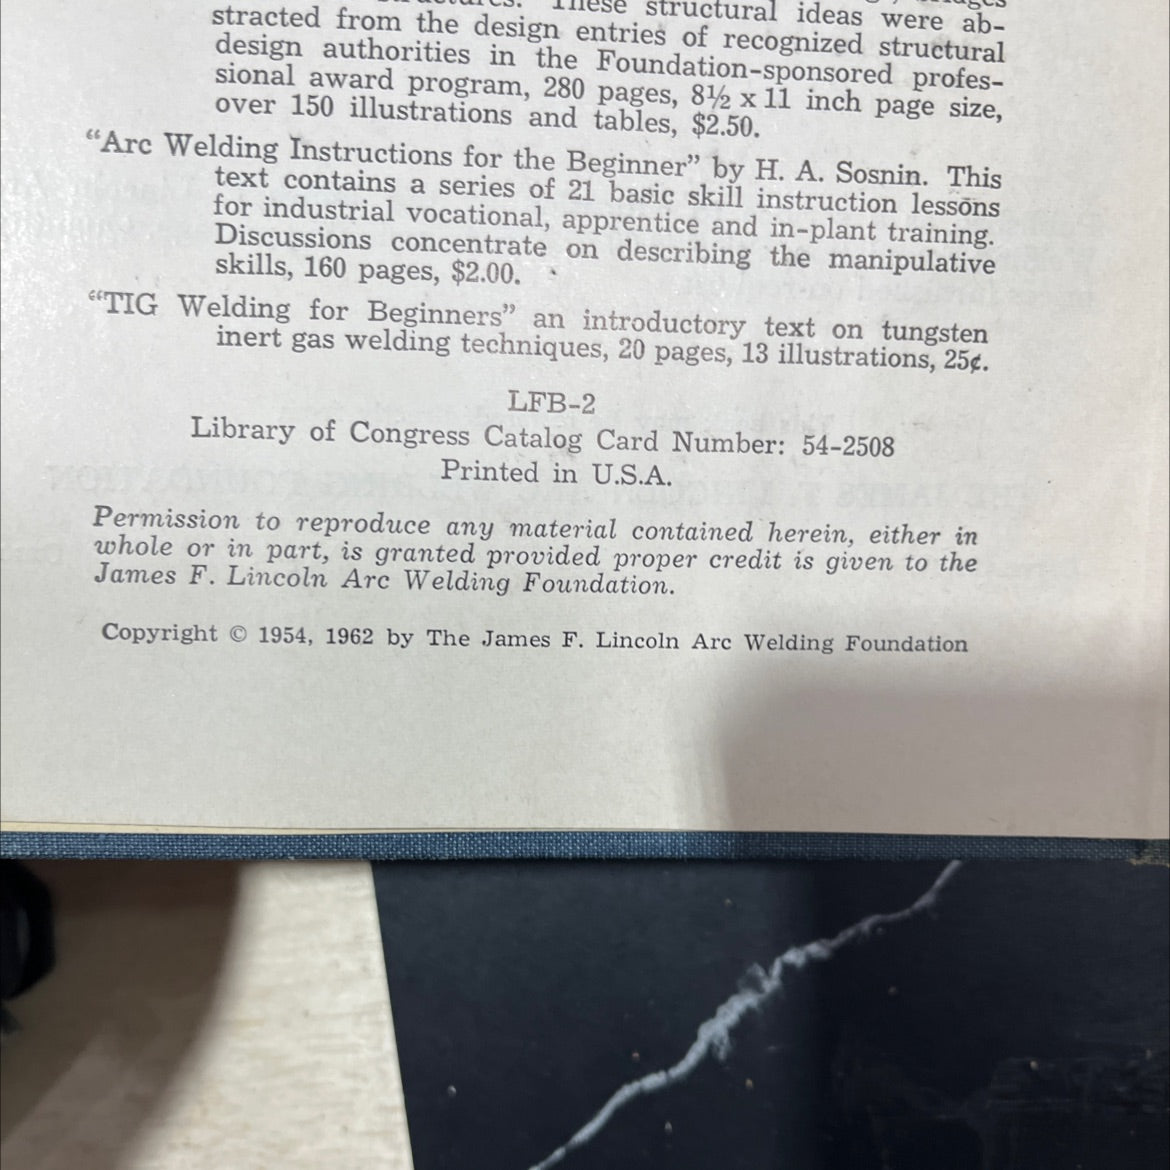 These structural ideas were ab-
stracted from the design entries of recognized structural
design authorities in the Foundation-sponsored profes-
sional award program, 280 pages, 8½ x 11 inch page size,
over 150 illustrations and tables, $2.50.
“Arc Welding Instructions for the Beginner” by H. A. Sosnin. This
text contains a series of 21 basic skill instruction lessons
for industrial vocational, apprentice and in-plant training.
Discussions concentrate on describing the manipulative
skills, 160 pages, $2.00.
“TIG Welding for Beginners” an introductory text on tungsten
inert gas welding techniques, 20 pages, 13 illustrations, 25¢.
LFB-2
Library of Congress Catalog Card Number: 54-2508
Printed in U.S.A.
Permission to reproduce any material contained herein, either in
whole or in part, is granted provided proper credit is given to the
James F. Lincoln Arc Welding Foundation.
Copyright © 1954, 1962 by The James F. Lincoln Arc Welding Foundation